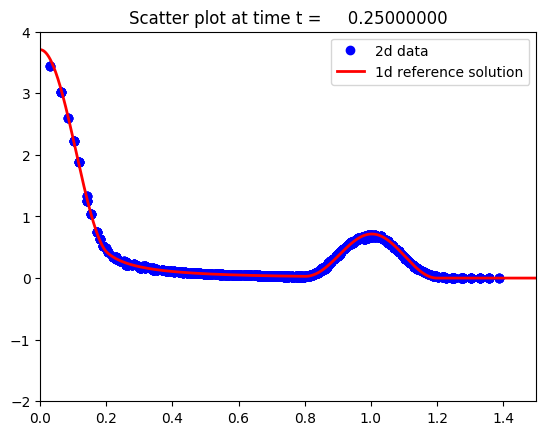 Scatter plot at time t = 0.25000000
2d data
1d reference solution
4
3
2
1
0
−1
−2
0.0 0.2 0.4 0.6 0.8 1.0 1.2 1.4